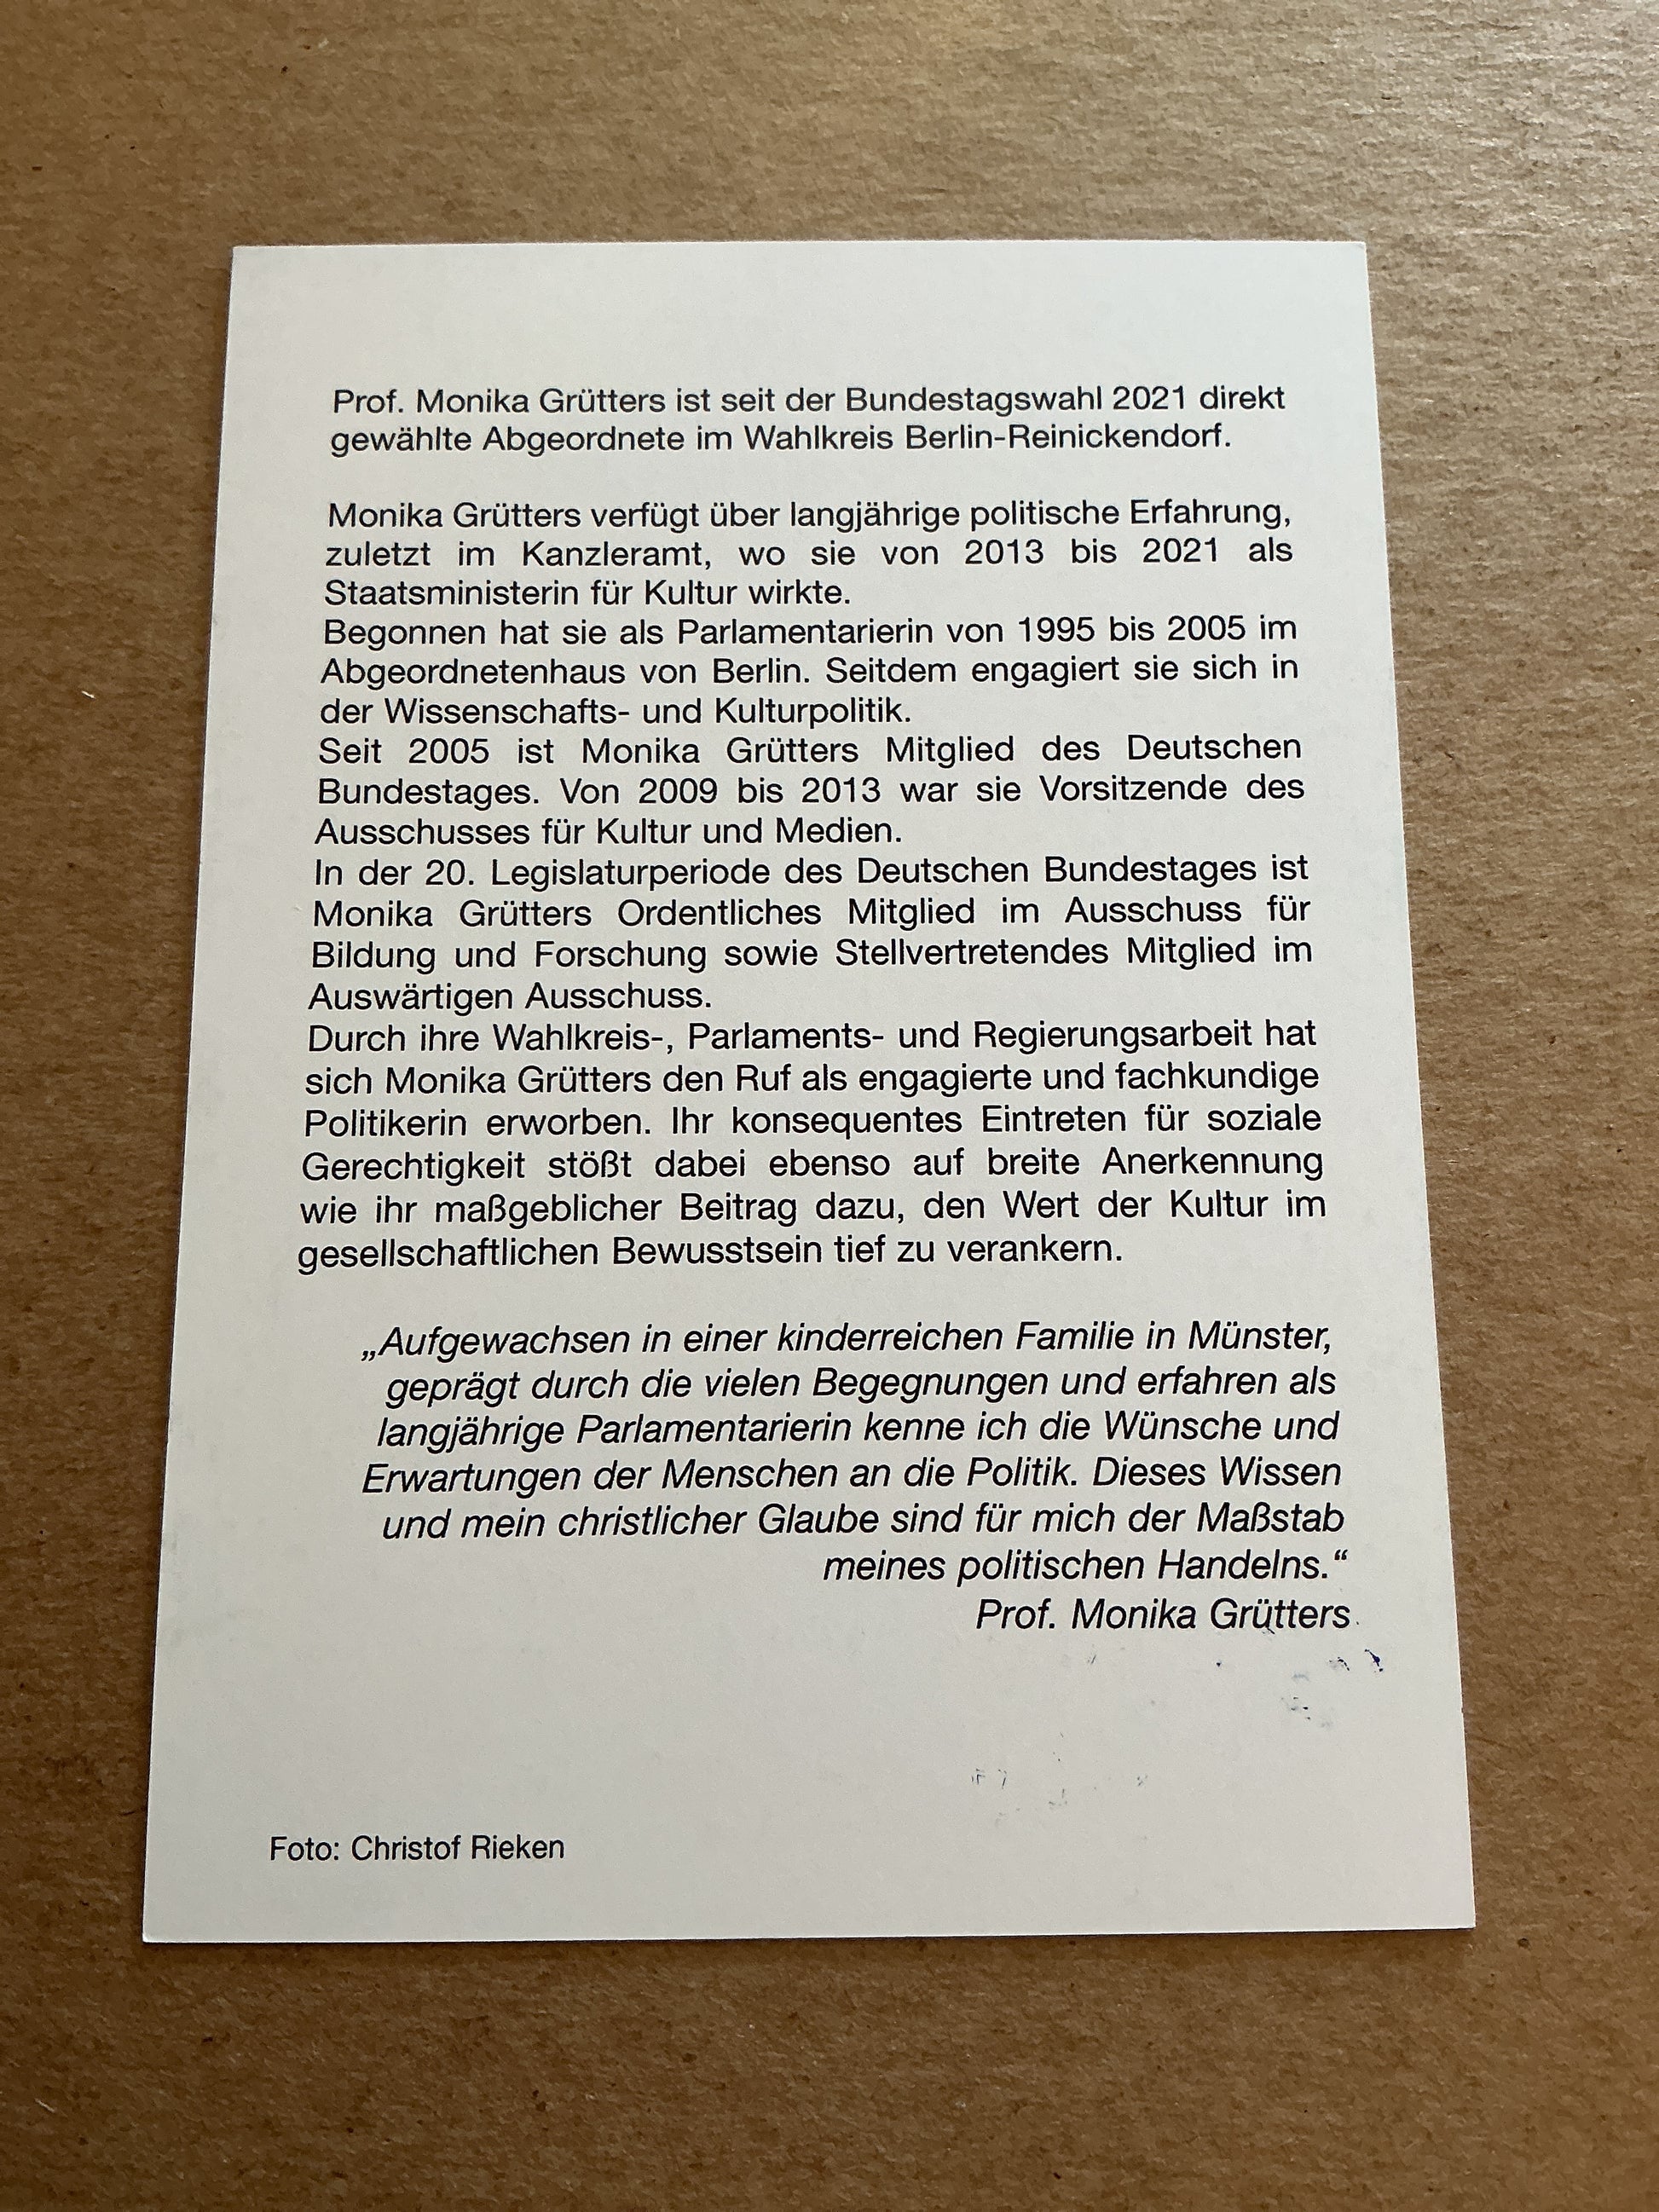 Prof. Monika Grütters ist seit der Bundestagswahl 2021 direkt
gewählte Abgeordnete im Wahlkreis Berlin-Reinickendorf.
Monika Grütters verfügt über langjährige politische Erfahrung,
zuletzt im Kanzleramt, wo sie von 2013 bis 2021 als
Staatsministerin für Kultur wirkte.
Begonnen hat sie als Parlamentarierin von 1995 bis 2005 im
Abgeordnetenhaus von Berlin. Seitdem engagiert sie sich in
der Wissenschafts- und Kulturpolitik.
Seit 2005 ist Monika Grütters Mitglied des Deutschen
Bundestages. Von 2009 bis 2013 war sie Vorsitzende des
Ausschusses für Kultur und Medien.
In der 20. Legislaturperiode des Deutschen Bundestages ist
Monika Grütters Ordentliches Mitglied im Ausschuss für
Bildung und Forschung sowie Stellvertretendes Mitglied im
Auswärtigen Ausschuss.
Durch ihre Wahlkreis-, Parlaments- und Regierungsarbeit hat
sich Monika Grütters den Ruf als engagierte und fachkundige
Politikerin erworben. Ihr konsequentes Eintreten für soziale
Gerechtigkeit stößt dabei ebenso auf breite Anerkennung
wie ihr maßgeblicher Beitrag dazu, den Wert der Kultur im
gesellschaftlichen Bewusstsein tief zu verankern.
„Aufgewachsen in einer kinderreichen Familie in Münster,
geprägt durch die vielen Begegnungen und erfahren als
langjährige Parlamentarierin kenne ich die Wünsche und
Erwartungen der Menschen an die Politik. Dieses Wissen
und mein christlicher Glaube sind für mich der Maßstab
meines politischen Handelns.“
Prof. Monika Grütters
Foto: Christof Rieken